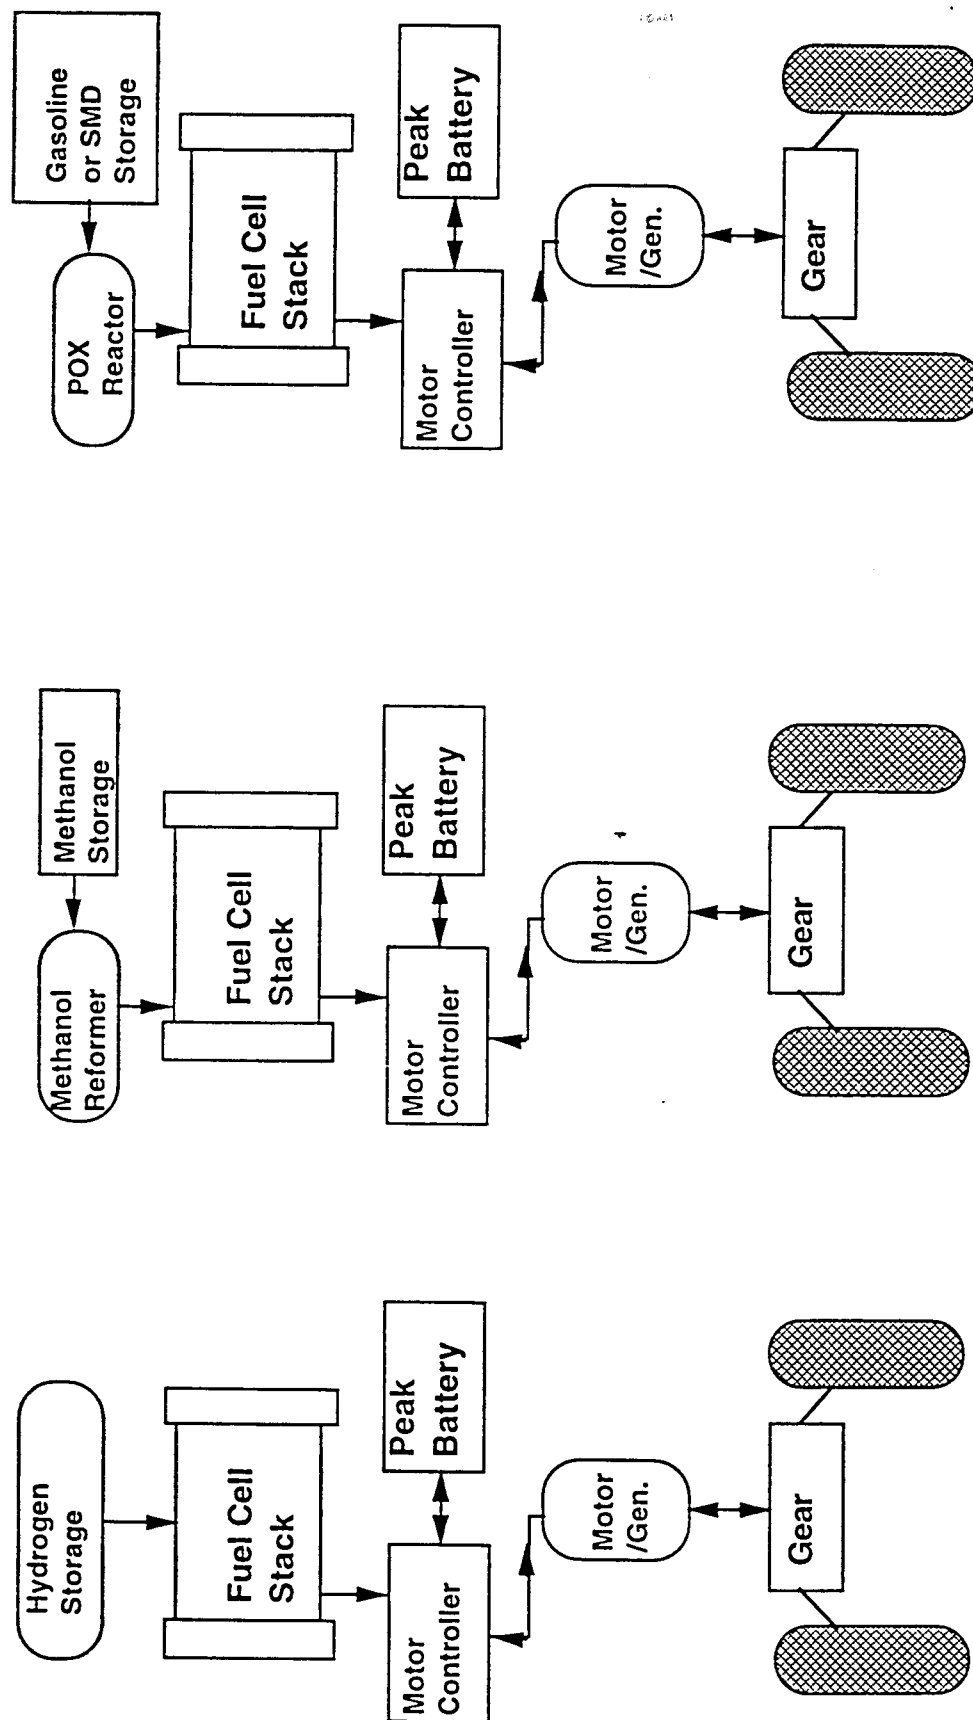 Hydrogen
Storage
Fuel Cell
Stack
Motor
Controller
Peak
Battery
Motor
/Gen.
Gear
Methanol
Reformer
Methanol
Storage
Fuel Cell
Stack
Motor
Controller
Peak
Battery
Motor
/Gen.
Gear
POX
Reactor
Gasoline
or SMD
Storage
Fuel Cell
Stack
Motor
Controller
Peak
Battery
Motor
/Gen.
Gear